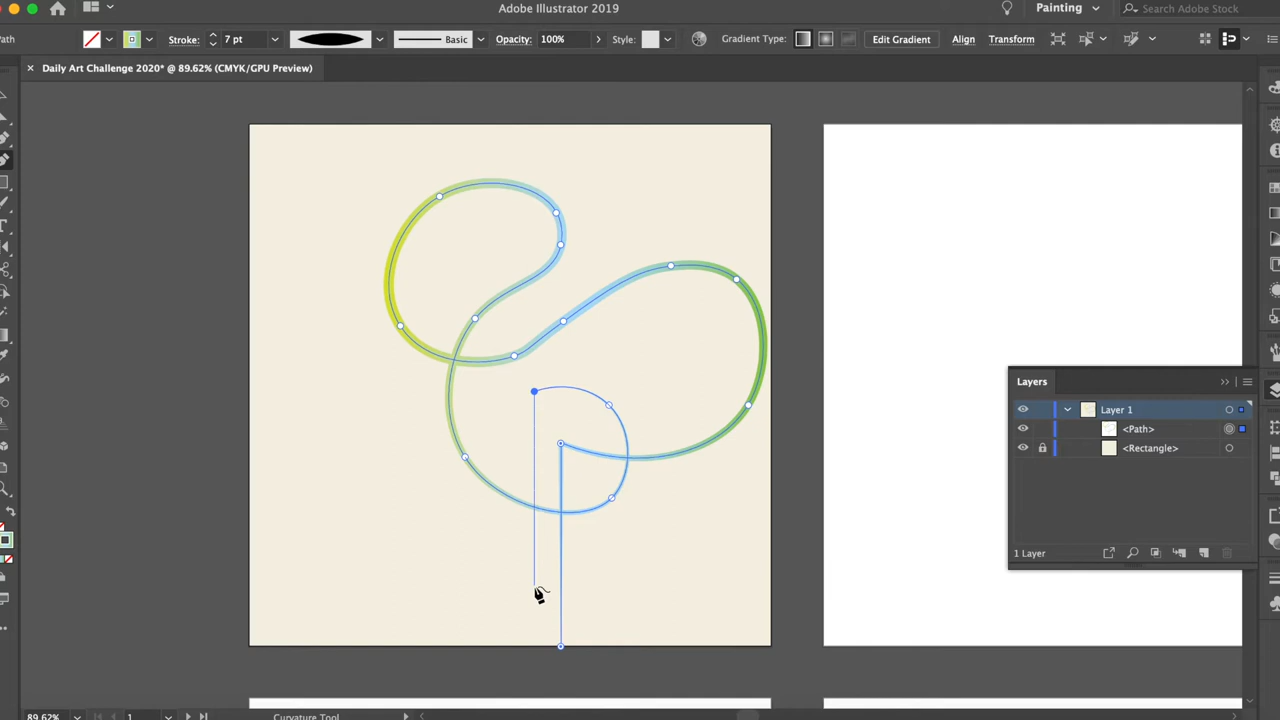 Adobe Illustrator 2019
Painting
Search Adobe Stock
Path
Stroke: 7 pt
Basic
Opacity: 100%
Style:
Gradient Type:
Edit Gradient
Align
Transform
Daily Art Challenge 2020* @ 89.62% (CMYK/GPU Preview)
Layers
Layer 1
<Path>
<Rectangle>
1 Layer
89.62%
1
Curvature Tool